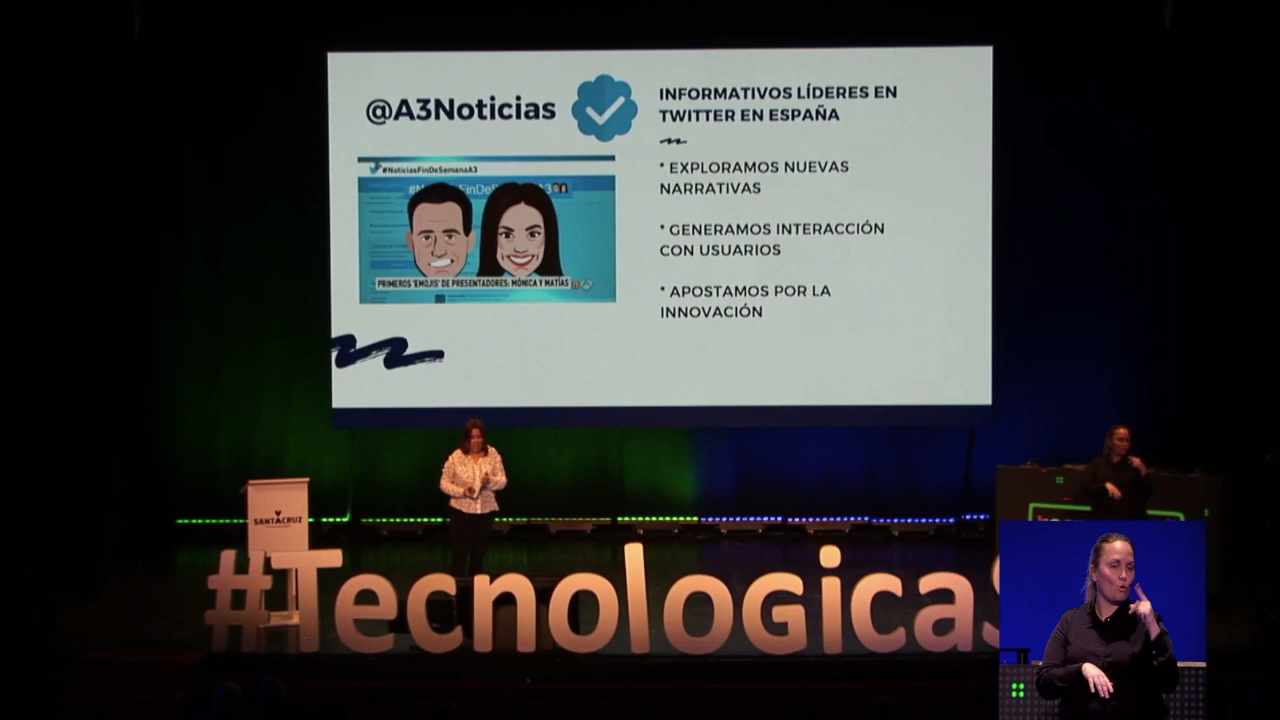 @A3Noticias
INFORMATIVOS LÍDERES EN
TWITTER EN ESPAÑA
#NoticiasFinDeSemanaA3
PRIMEROS 'EMOJIS' DE PRESENTADORES: MÓNICA Y MATÍAS
* EXPLORAMOS NUEVAS
NARRATIVAS
* GENERAMOS INTERACCIÓN
CON USUARIOS
* APOSTAMOS POR LA
INNOVACIÓN
SANTACRUZ
#Tecnologicas